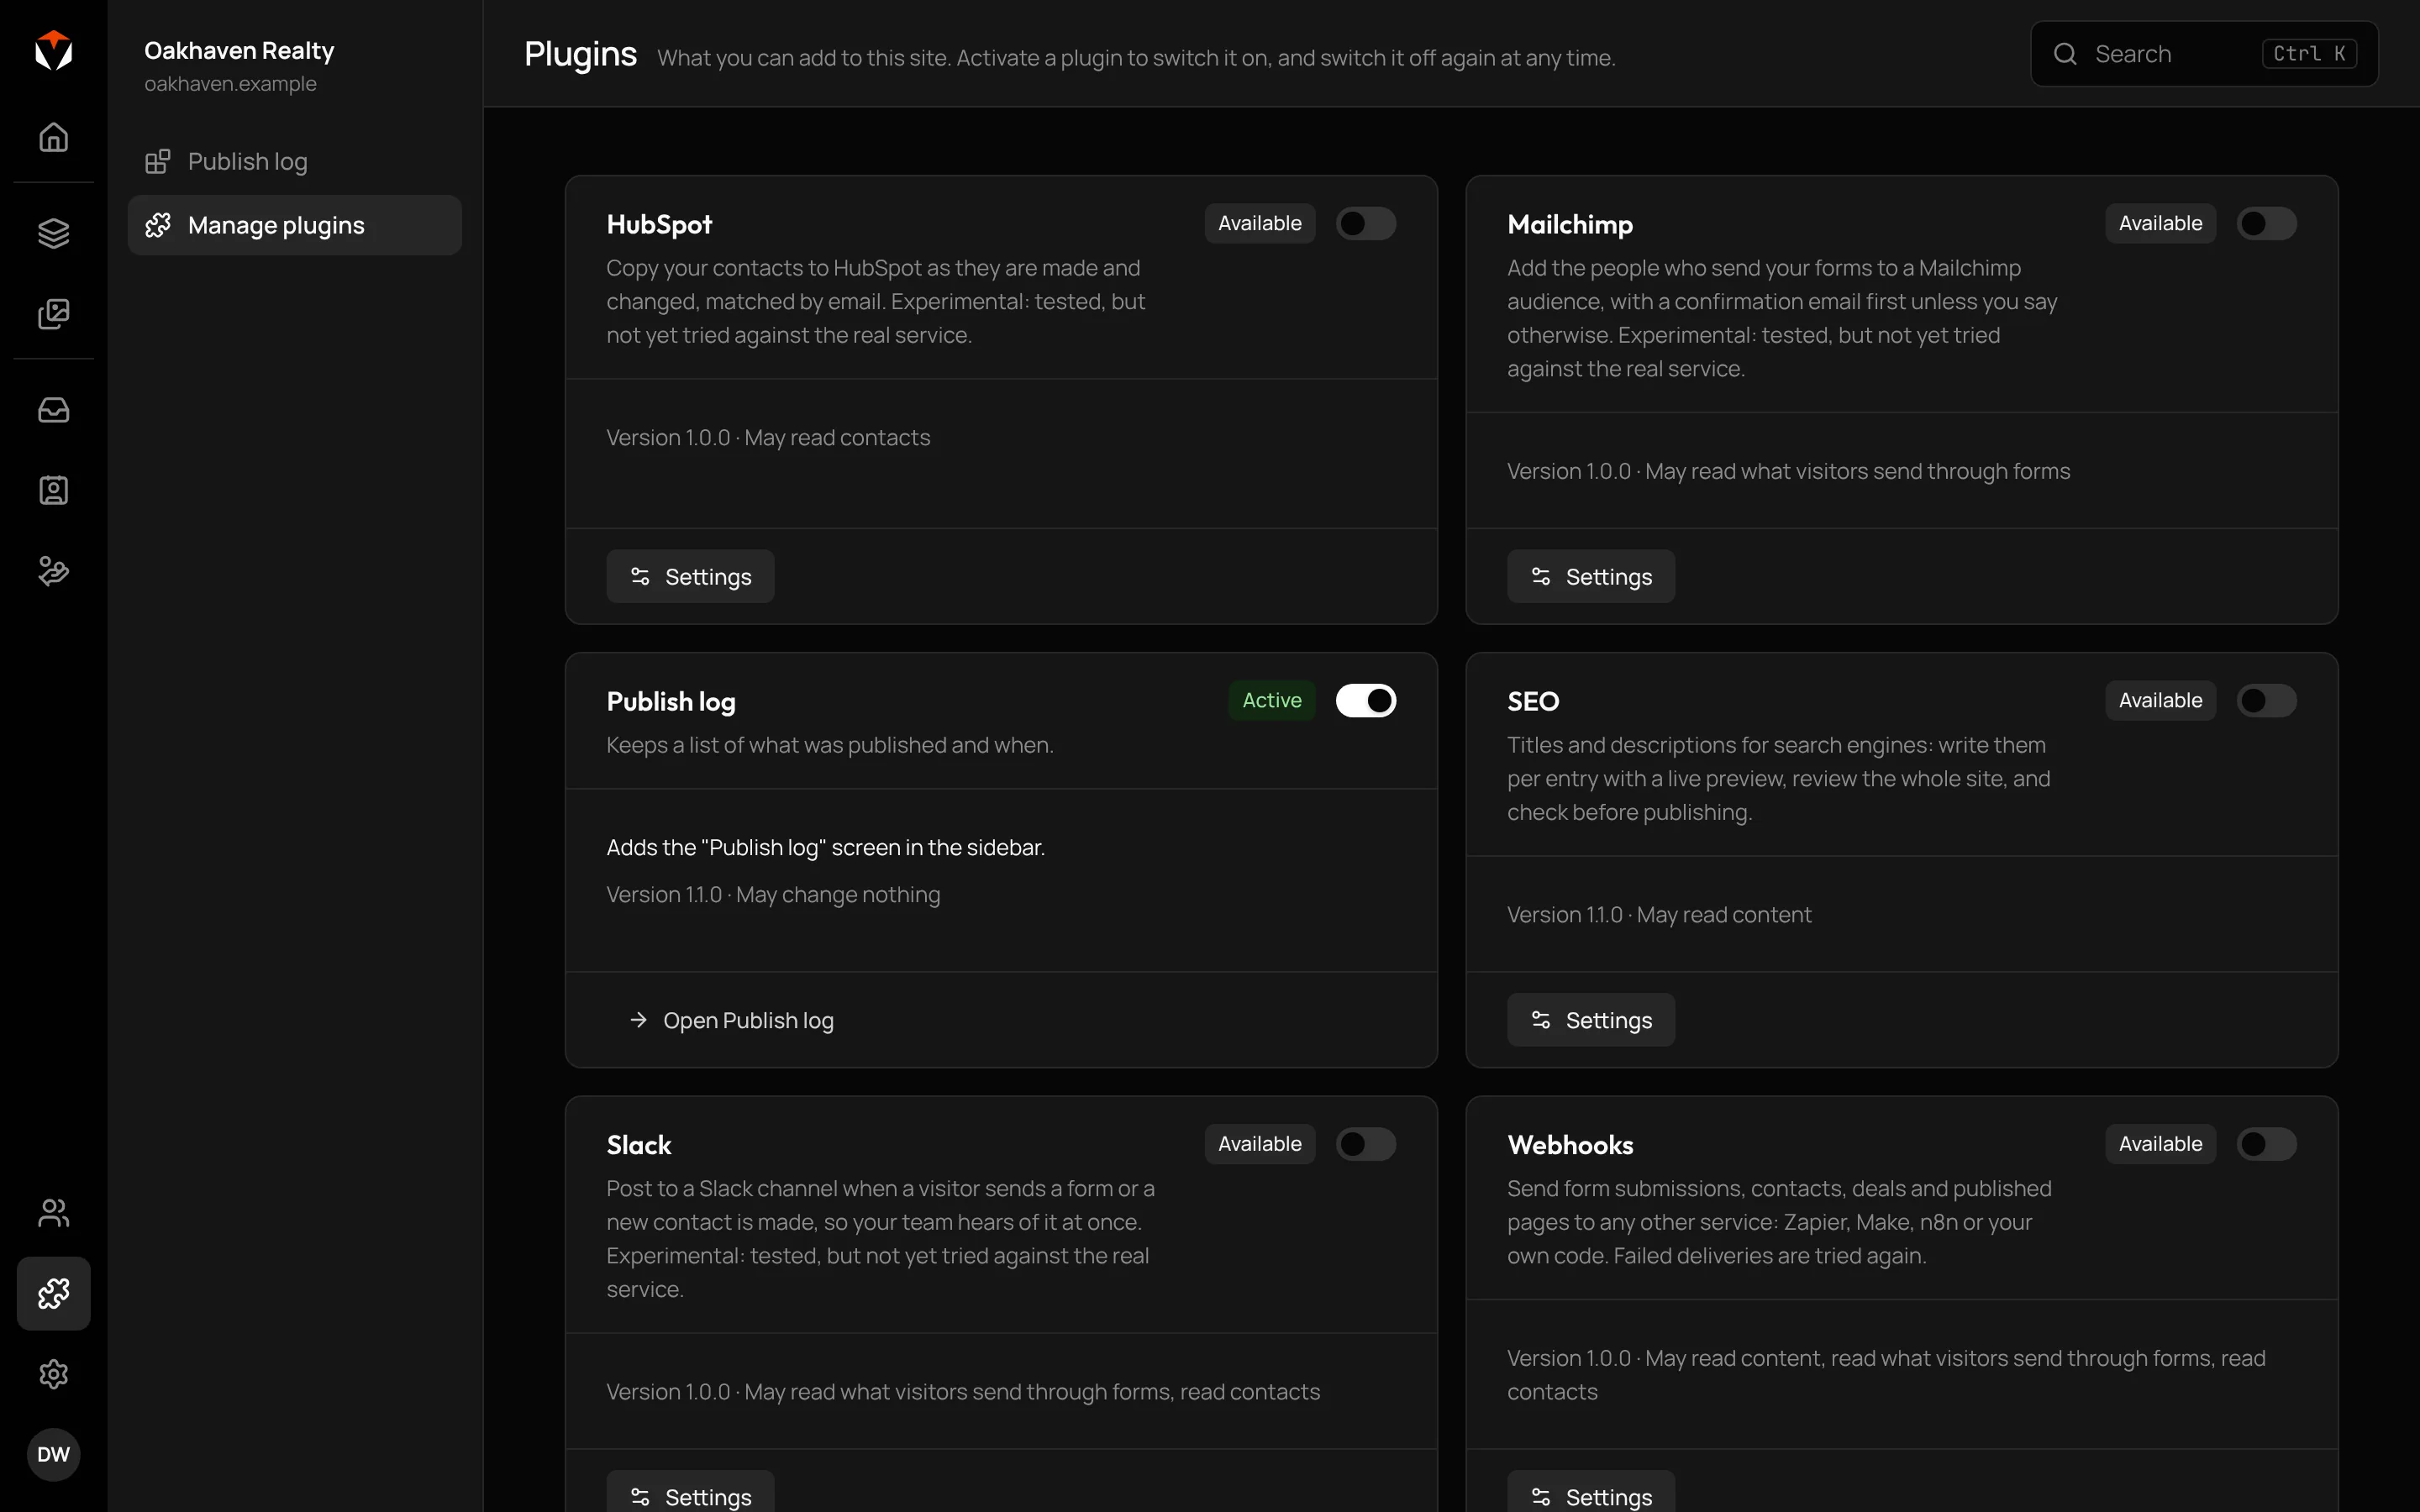 Oakhaven Realty
oakhaven.example
Publish log
Manage plugins
DW
Plugins
What you can add to this site. Activate a plugin to switch it on, and switch it off again at any time.
Search
Ctrl K
HubSpot
Available
Copy your contacts to HubSpot as they are made and
changed, matched by email. Experimental: tested, but
not yet tried against the real service.
Version 1.0.0 · May read contacts
Settings
Mailchimp
Available
Add the people who send your forms to a Mailchimp
audience, with a confirmation email first unless you say
otherwise. Experimental: tested, but not yet tried
against the real service.
Version 1.0.0 · May read what visitors send through forms
Settings
Publish log
Active
Keeps a list of what was published and when.
Adds the "Publish log" screen in the sidebar.
Version 1.1.0 · May change nothing
Open Publish log
SEO
Available
Titles and descriptions for search engines: write them
per entry with a live preview, review the whole site, and
check before publishing.
Version 1.1.0 · May read content
Settings
Slack
Available
Post to a Slack channel when a visitor sends a form or a
new contact is made, so your team hears of it at once.
Experimental: tested, but not yet tried against the real
service.
Version 1.0.0 · May read what visitors send through forms, read contacts
Settings
Webhooks
Available
Send form submissions, contacts, deals and published
pages to any other service: Zapier, Make, n8n or your
own code. Failed deliveries are tried again.
Version 1.0.0 · May read content, read what visitors send through forms, read
contacts
Settings